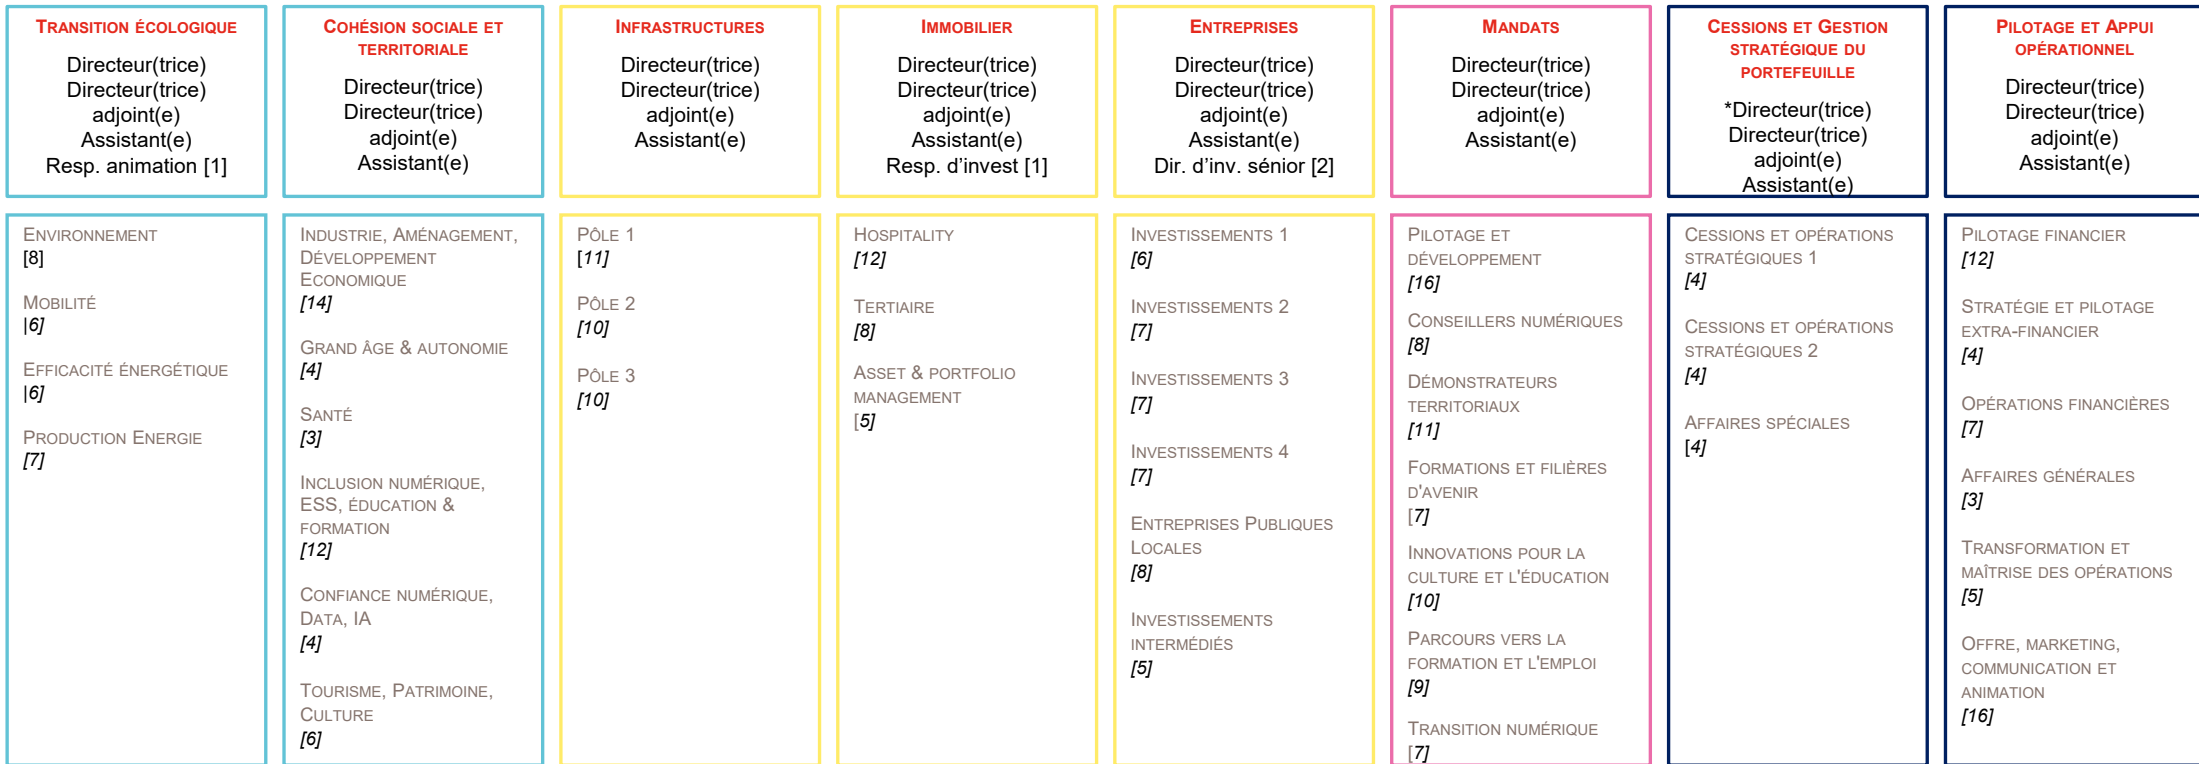 TRANSITION ÉCOLOGIQUE
Directeur(trice)
Directeur(trice)
adjoint(e)
Assistant(e)
Resp. animation [1]
COHÉSION SOCIALE ET
TERRITORIALE
Directeur(trice)
Directeur(trice)
adjoint(e)
Assistant(e)
INFRASTRUCTURES
Directeur(trice)
Directeur(trice)
adjoint(e)
Assistant(e)
IMMOBILIER
Directeur(trice)
Directeur(trice)
adjoint(e)
Assistant(e)
Resp. d’invest [1]
ENTREPRISES
Directeur(trice)
Directeur(trice)
adjoint(e)
Assistant(e)
Dir. d’inv. sénior [2]
MANDATS
Directeur(trice)
Directeur(trice)
adjoint(e)
Assistant(e)
CESSIONS ET GESTION
STRATÉGIQUE DU
PORTEFEUILLE
*Directeur(trice)
Directeur(trice)
adjoint(e)
Assistant(e)
PILOTAGE ET APPUI
OPÉRATIONNEL
Directeur(trice)
Directeur(trice)
adjoint(e)
Assistant(e)
ENVIRONNEMENT
[8]
MOBILITÉ
|6]
EFFICACITÉ ÉNERGÉTIQUE
|6]
PRODUCTION ENERGIE
[7]
INDUSTRIE, AMÉNAGEMENT,
DÉVELOPPEMENT
ECONOMIQUE
[14]
GRAND ÂGE & AUTONOMIE
[4]
SANTÉ
[3]
INCLUSION NUMÉRIQUE,
ESS, ÉDUCATION &
FORMATION
[12]
CONFIANCE NUMÉRIQUE,
DATA, IA
[4]
TOURISME, PATRIMOINE,
CULTURE
[6]
PÔLE 1
[11]
PÔLE 2
[10]
PÔLE 3
[10]
HOSPITALITY
[12]
TERTIAIRE
[8]
ASSET & PORTFOLIO
MANAGEMENT
[5]
INVESTISSEMENTS 1
[6]
INVESTISSEMENTS 2
[7]
INVESTISSEMENTS 3
[7]
INVESTISSEMENTS 4
[7]
ENTREPRISES PUBLIQUES
LOCALES
[8]
INVESTISSEMENTS
INTERMÉDIÉS
[5]
PILOTAGE ET
DÉVELOPPEMENT
[16]
CONSEILLERS NUMÉRIQUES
[8]
DÉMONSTRATEURS
TERRITORIAUX
[11]
FORMATIONS ET FILIÈRES
D'AVENIR
[7]
INNOVATIONS POUR LA
CULTURE ET L'ÉDUCATION
[10]
PARCOURS VERS LA
FORMATION ET L'EMPLOI
[9]
TRANSITION NUMÉRIQUE
[7]
CESSIONS ET OPÉRATIONS
STRATÉGIQUES 1
[4]
CESSIONS ET OPÉRATIONS
STRATÉGIQUES 2
[4]
AFFAIRES SPÉCIALES
[4]
PILOTAGE FINANCIER
[12]
STRATÉGIE ET PILOTAGE
EXTRA-FINANCIER
[4]
OPÉRATIONS FINANCIÈRES
[7]
AFFAIRES GÉNÉRALES
[3]
TRANSFORMATION ET
MAÎTRISE DES OPÉRATIONS
[5]
OFFRE, MARKETING,
COMMUNICATION ET
ANIMATION
[16]